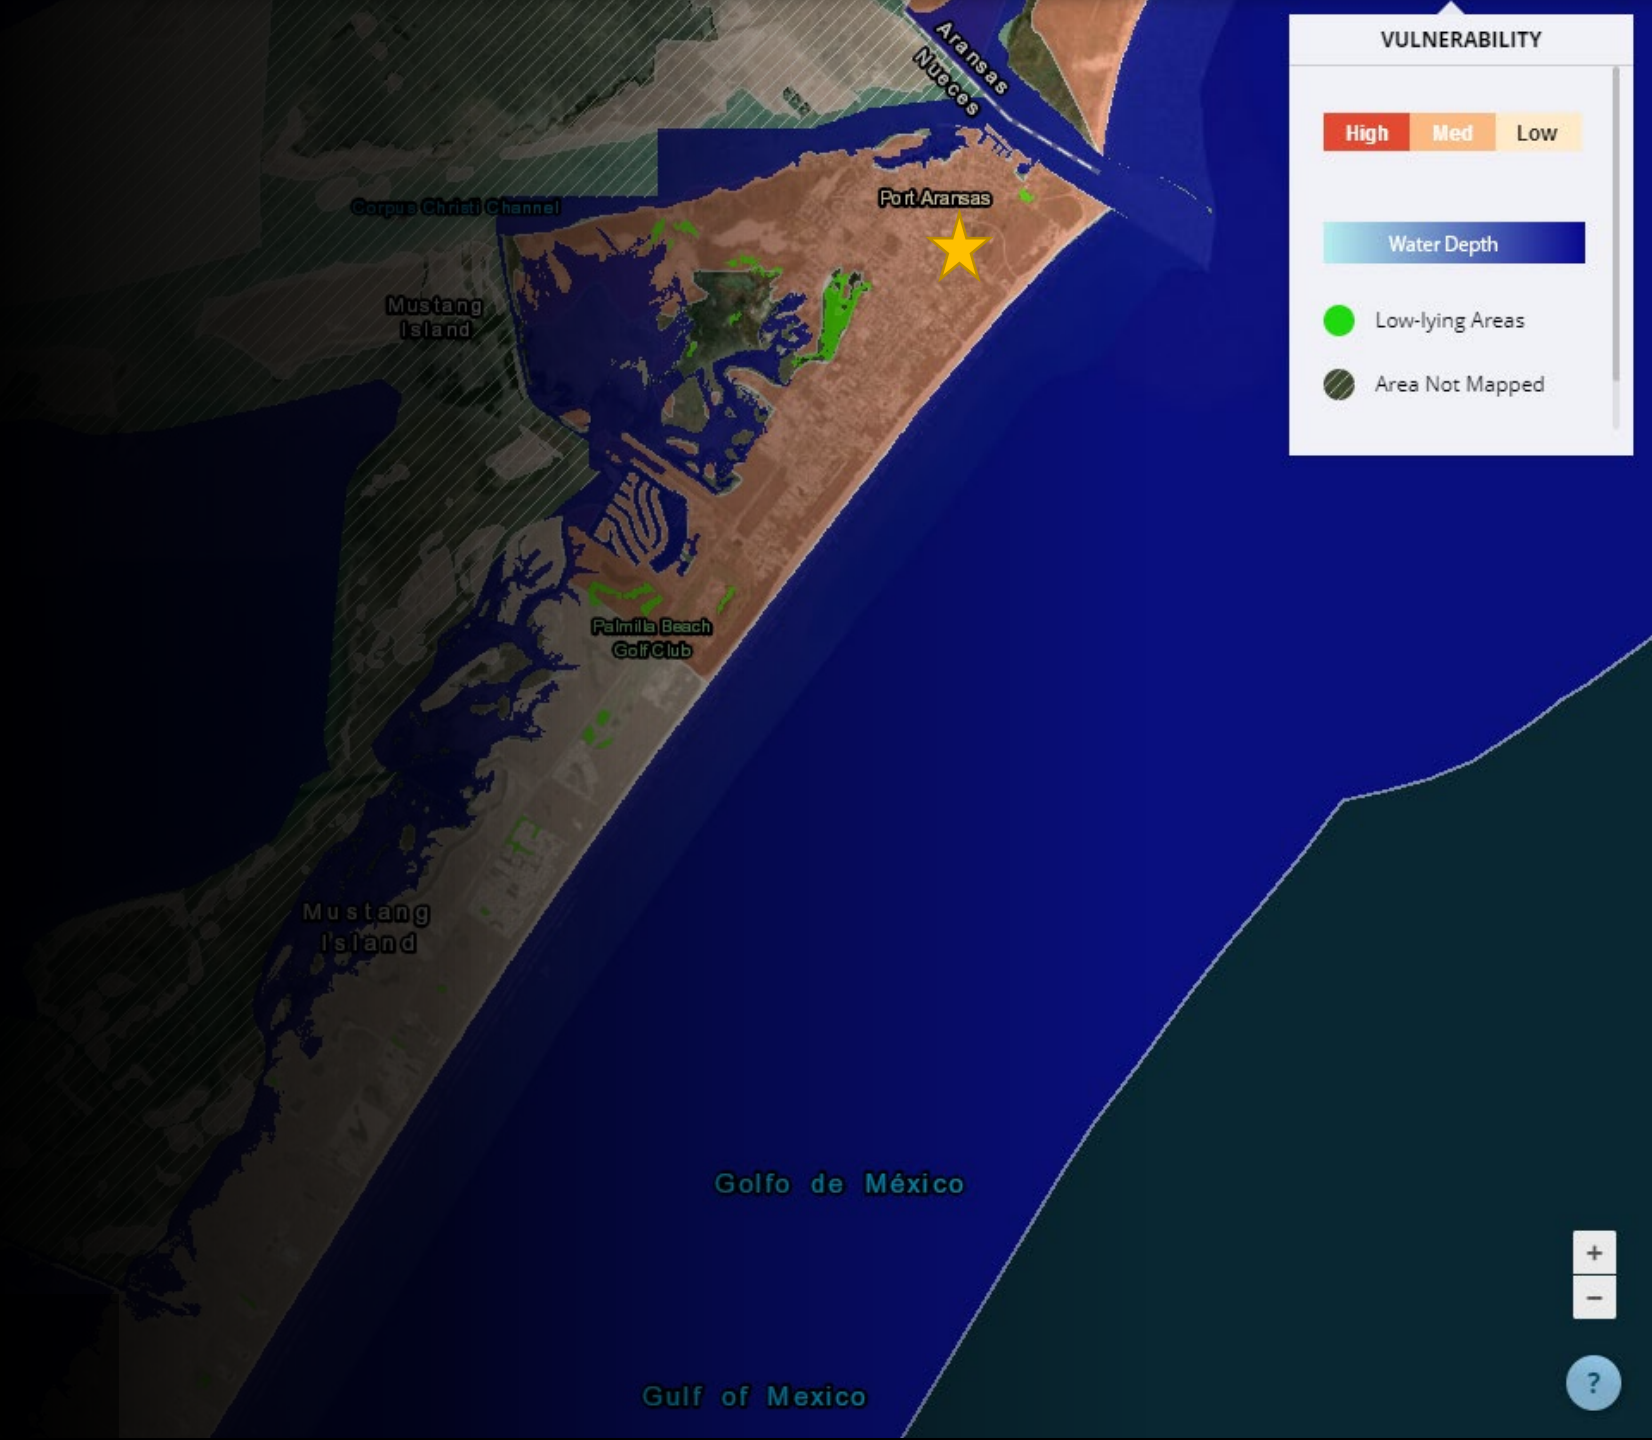 Aransas
Nueces
VULNERABILITY
High Med Low
Port Aransas
Corpus Christi Channel
Water Depth
Mustang
Island
Low-lying Areas
Area Not Mapped
Palmilla Beach
Golf Club
Mustang
Island
Golfo de México
+
−
Gulf of Mexico
?